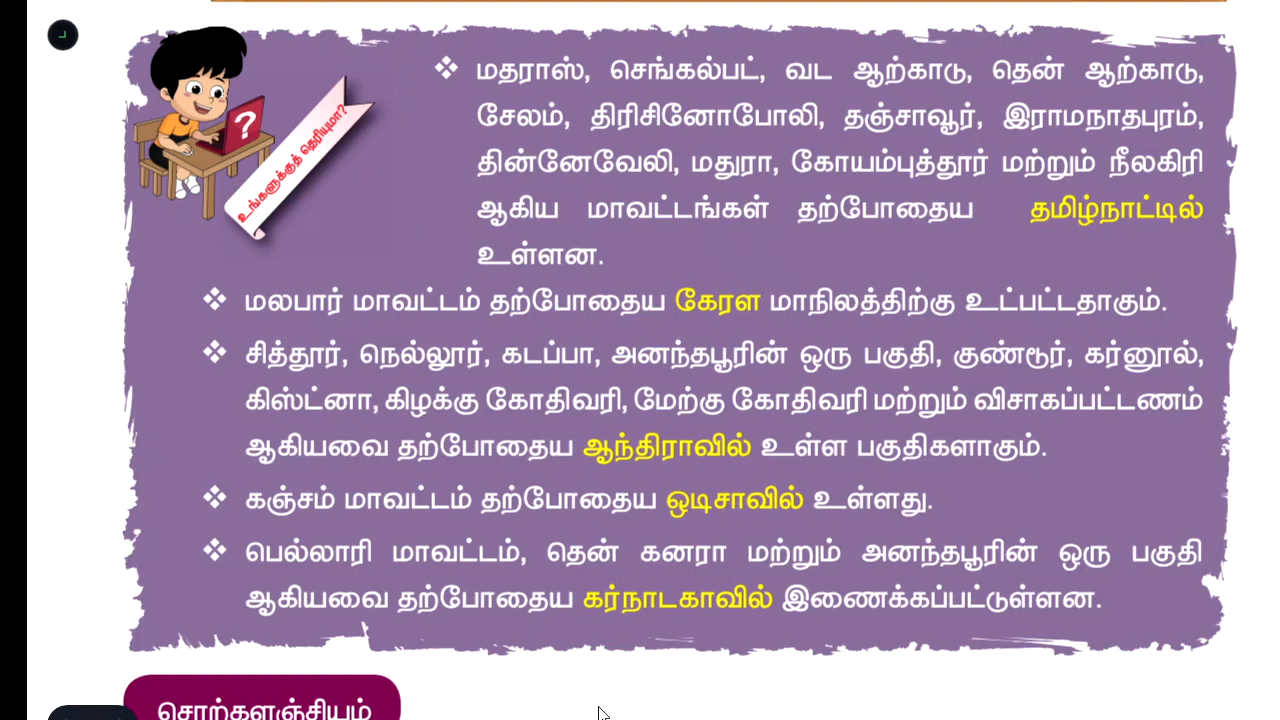 உங்களுக்குத் தெரியுமா?
❖ மதராஸ், செங்கல்பட், வட ஆற்காடு, தென் ஆற்காடு,
சேலம், திரிசினோபோலி, தஞ்சாவூர், இராமநாதபுரம்,
தின்னேவேலி, மதுரா, கோயம்புத்தூர் மற்றும் நீலகிரி
ஆகிய மாவட்டங்கள் தற்போதைய தமிழ்நாட்டில்
உள்ளன.
❖ மலபார் மாவட்டம் தற்போதைய கேரள மாநிலத்திற்கு உட்பட்டதாகும்.
❖ சித்தூர், நெல்லூர், கடப்பா, அனந்தபூரின் ஒரு பகுதி, குண்டூர், கர்னூல்,
கிஸ்ட்னா, கிழக்கு கோதிவரி, மேற்கு கோதிவரி மற்றும் விசாகப்பட்டணம்
ஆகியவை தற்போதைய ஆந்திராவில் உள்ள பகுதிகளாகும்.
❖ கஞ்சம் மாவட்டம் தற்போதைய ஒடிசாவில் உள்ளது.
❖ பெல்லாரி மாவட்டம், தென் கனரா மற்றும் அனந்தபூரின் ஒரு பகுதி
ஆகியவை தற்போதைய கர்நாடகாவில் இணைக்கப்பட்டுள்ளன.
சொற்களஞ்சியம்